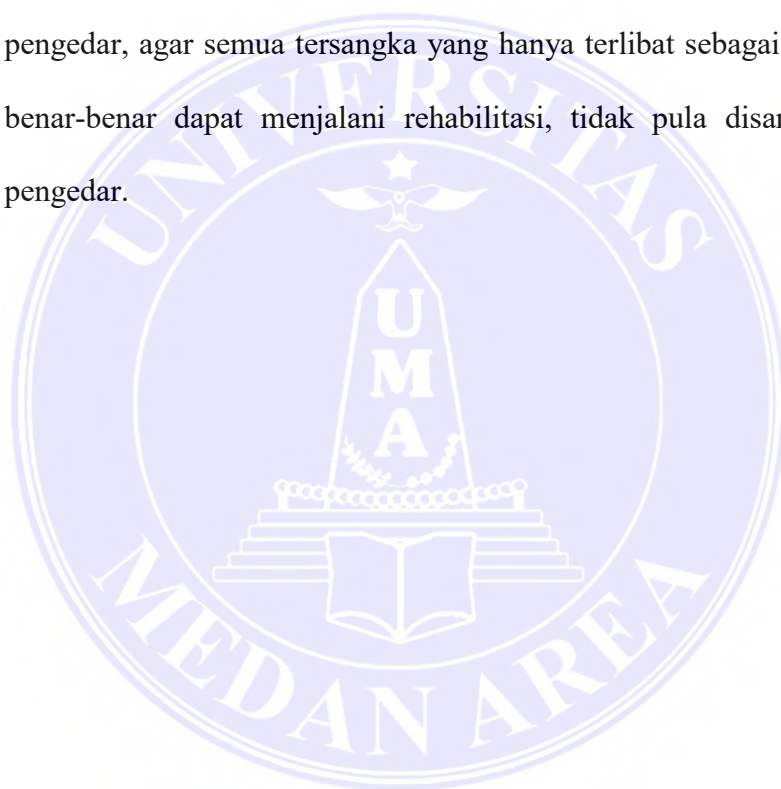 pengedar, agar semua tersangka yang hanya terlibat sebagai
benar-benar dapat menjalani rehabilitasi, tidak pula
pengedar.
UNIVERSITAS
UMA
MEDAN AREA